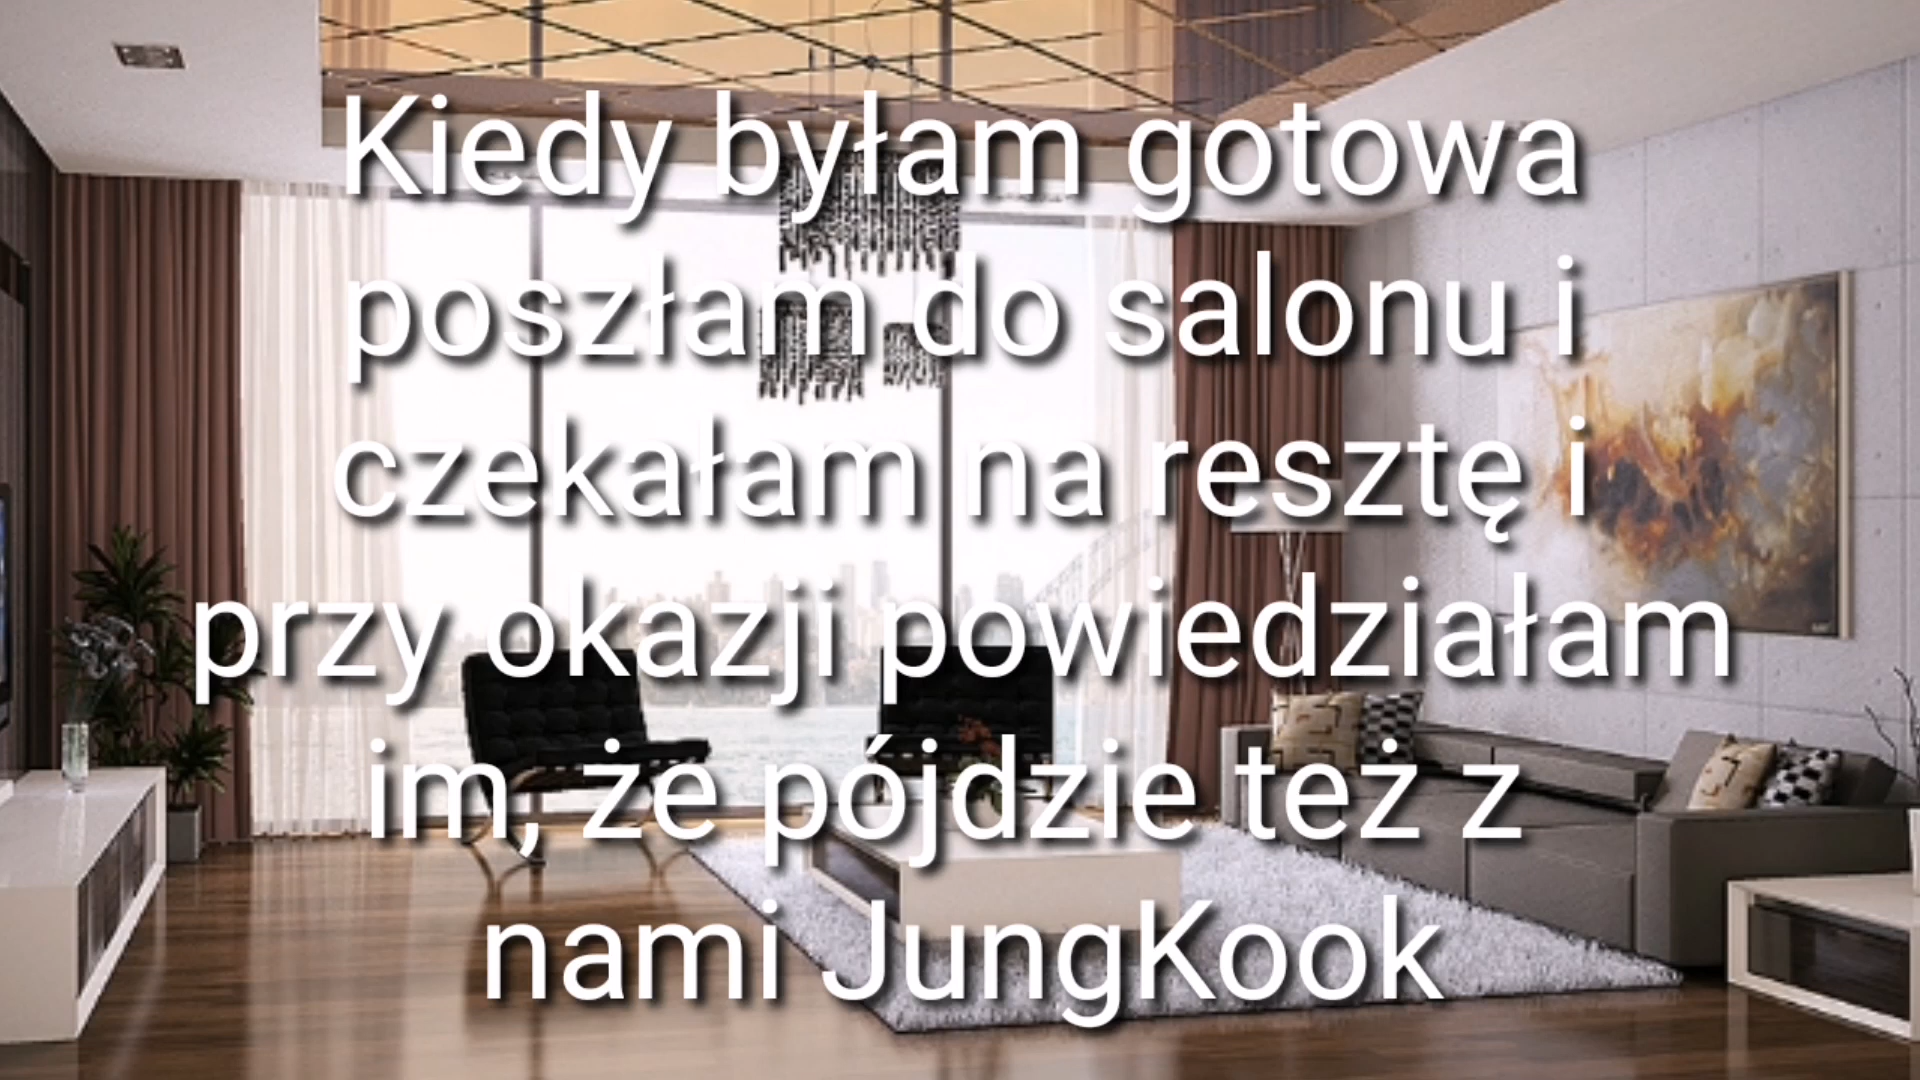 Kiedy byłam gotowa
poszłam do salonu i
czekałam na resztę i
przy okazji powiedziałam
im, że pójdzie też z
nami JungKook